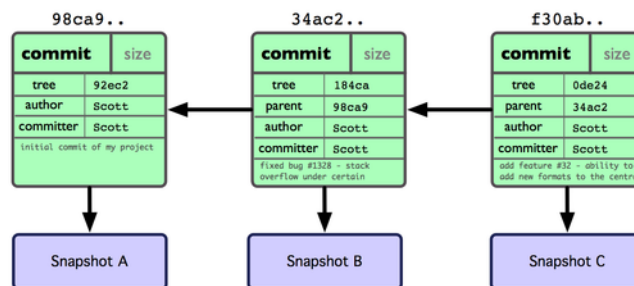 98ca9..
commit size
tree 92ec2
author Scott
committer Scott
initial commit of my project
Snapshot A
34ac2..
commit size
tree 184ca
parent 98ca9
author Scott
committer Scott
fixed bug #1328 - stack
overflow under certain
Snapshot B
f30ab..
commit size
tree 0de24
parent 34ac2
author Scott
committer Scott
add feature #32 - ability to
add new formats to the centra
Snapshot C